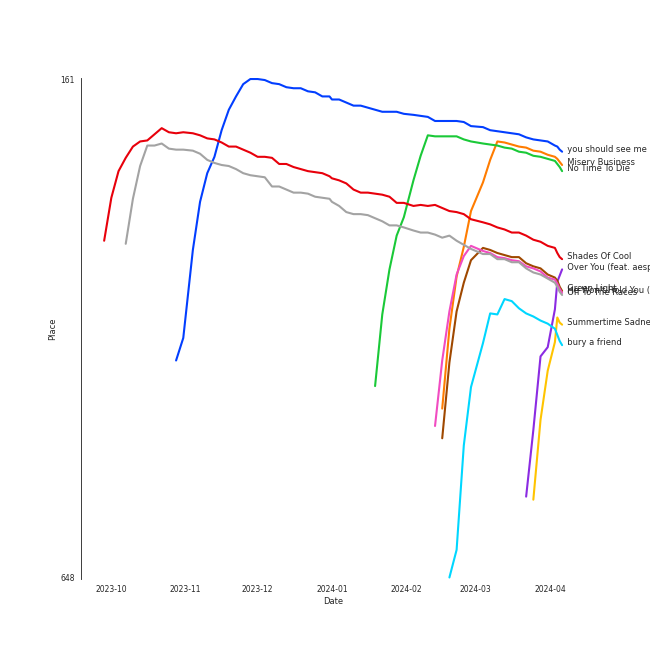 161
you should see me
Misery Business
No Time To Die
Shades Of Cool
Over You (feat. aesp
Green Light
Off To The Races
Summertime Sadne
bury a friend
Place
648
2023-10 2023-11 2023-12 2024-01 2024-02 2024-03 2024-04
Date